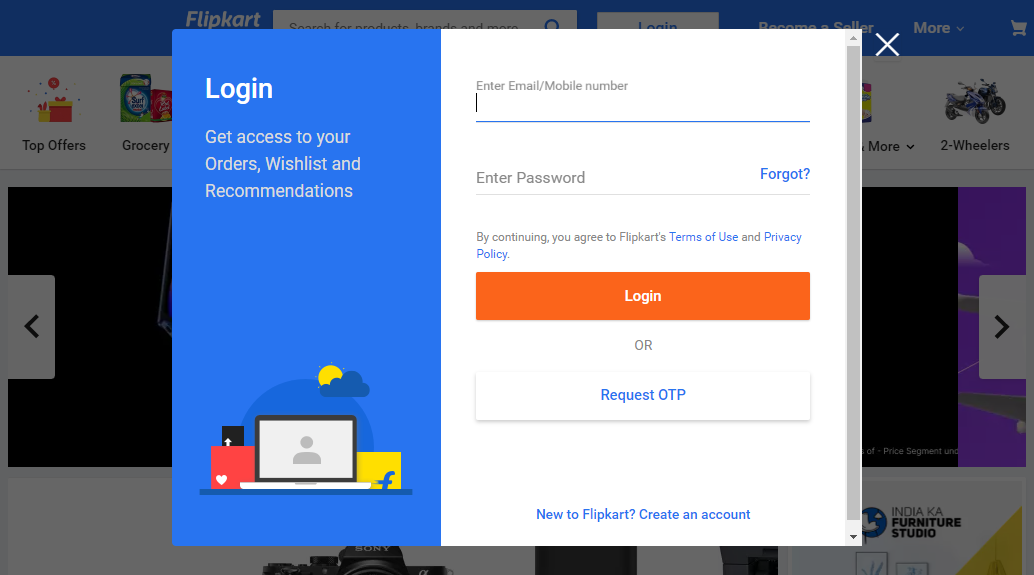 Flipkart
Search for products, brands and more
Login
Become a Seller
More
Top Offers
Grocery
& More
2-Wheelers
Login
Get access to your
Orders, Wishlist and
Recommendations
Enter Email/Mobile number
Enter Password
Forgot?
By continuing, you agree to Flipkart's Terms of Use and Privacy
Policy.
Login
OR
Request OTP
New to Flipkart? Create an account
of - Price Segment
INDIA KA
FURNITURE
STUDIO
SONY
α